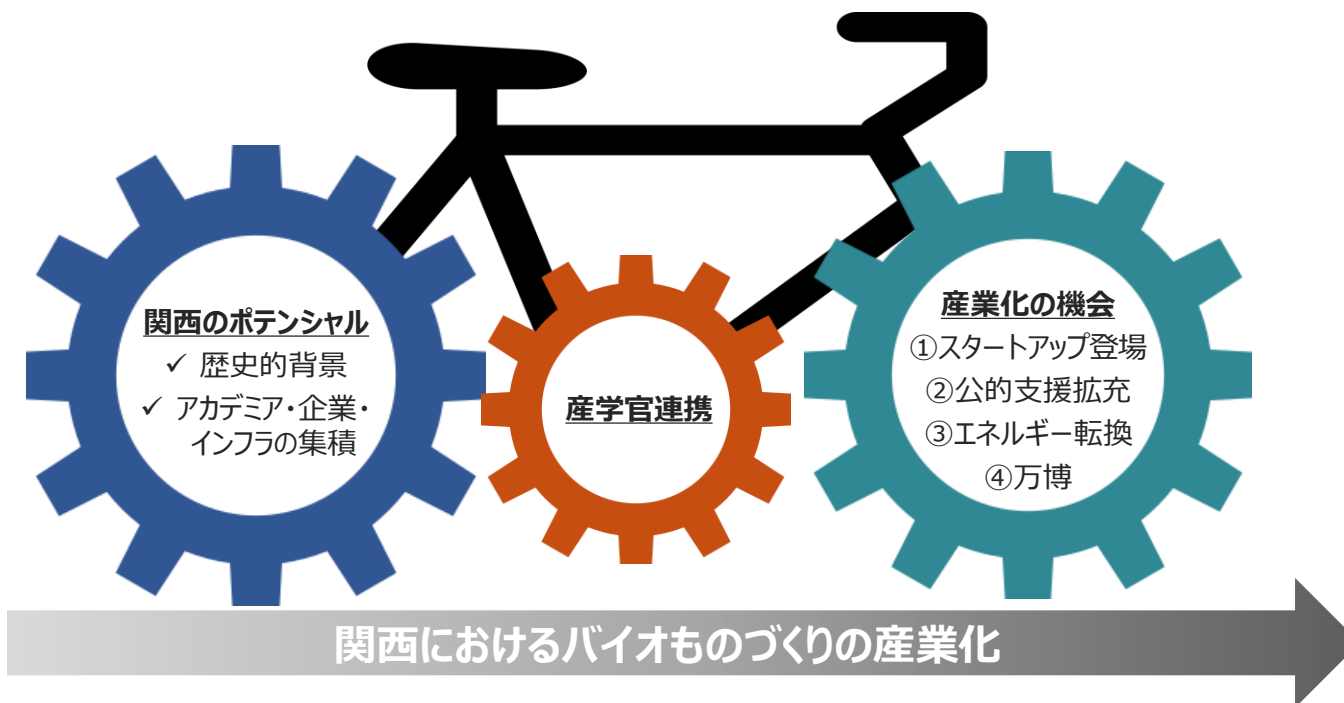 関西のポテンシャル
✓ 歴史的背景
✓ アカデミア・企業・
インフラの集積
産学官連携
産業化の機会
①スタートアップ登場
②公的支援拡充
③エネルギー転換
④万博
関西におけるバイオものづくりの産業化